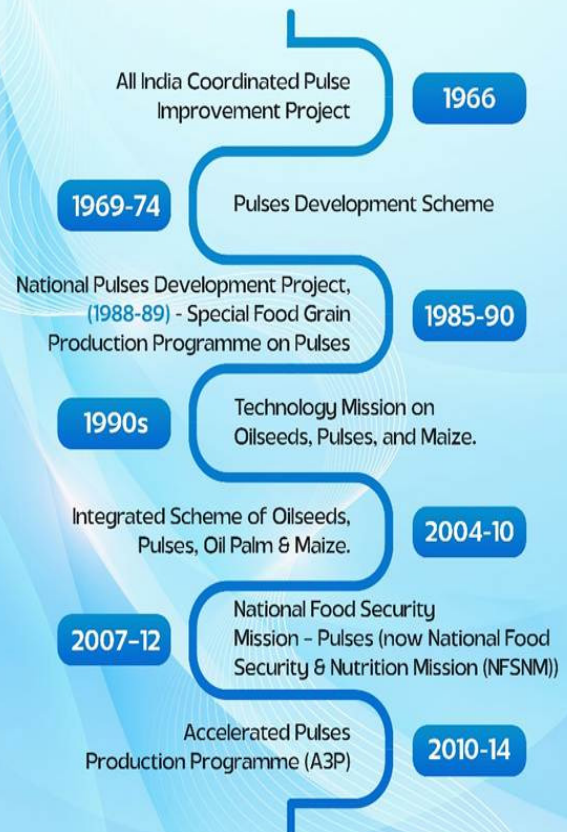 All India Coordinated Pulse
Improvement Project
1966
1969-74
Pulses Development Scheme
National Pulses Development Project,
(1988-89) - Special Food Grain
Production Programme on Pulses
1985-90
1990s
Technology Mission on
Oilseeds, Pulses, and Maize.
Integrated Scheme of Oilseeds,
Pulses, Oil Palm & Maize.
2004-10
2007–12
National Food Security
Mission – Pulses (now National Food
Security & Nutrition Mission (NFSNM))
Accelerated Pulses
Production Programme (A3P)
2010-14